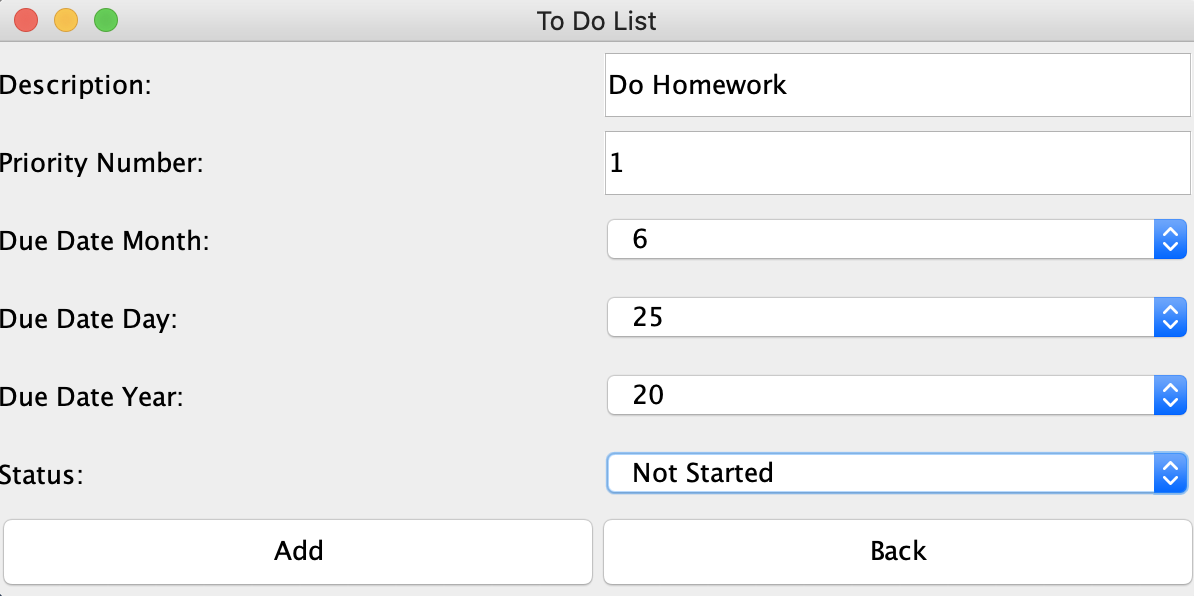 To Do List
Description: Do Homework
Priority Number: 1
Due Date Month: 6
Due Date Day: 25
Due Date Year: 20
Status: Not Started
Add Back